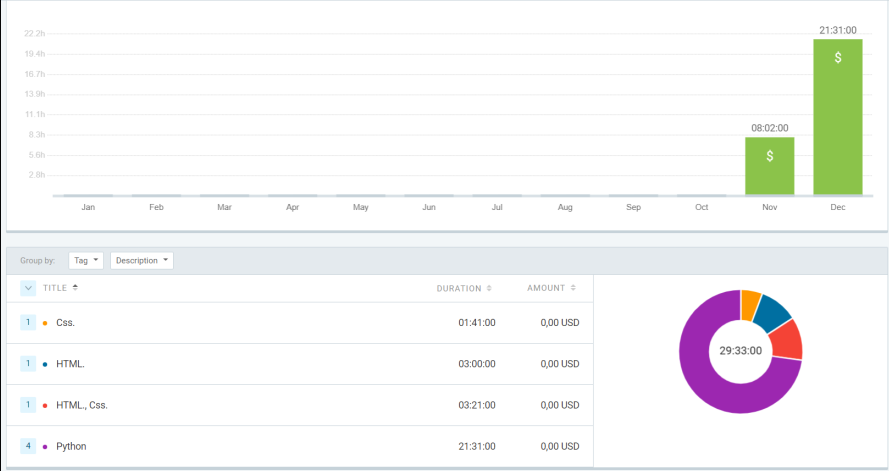 21:31:00
22.2h
19.4h
$
16.7h
13.9h
11.1h
08:02:00
8.3h
5.6h
$
2.8h
Jan Feb Mar Apr May Jun Jul Aug Sep Oct Nov Dec
Group by: Tag Description
TITLE DURATION AMOUNT
1 Css. 01:41:00 0,00 USD
1 HTML. 03:00:00 0,00 USD
1 HTML., Css. 03:21:00 0,00 USD
4 Python 21:31:00 0,00 USD
29:33:00